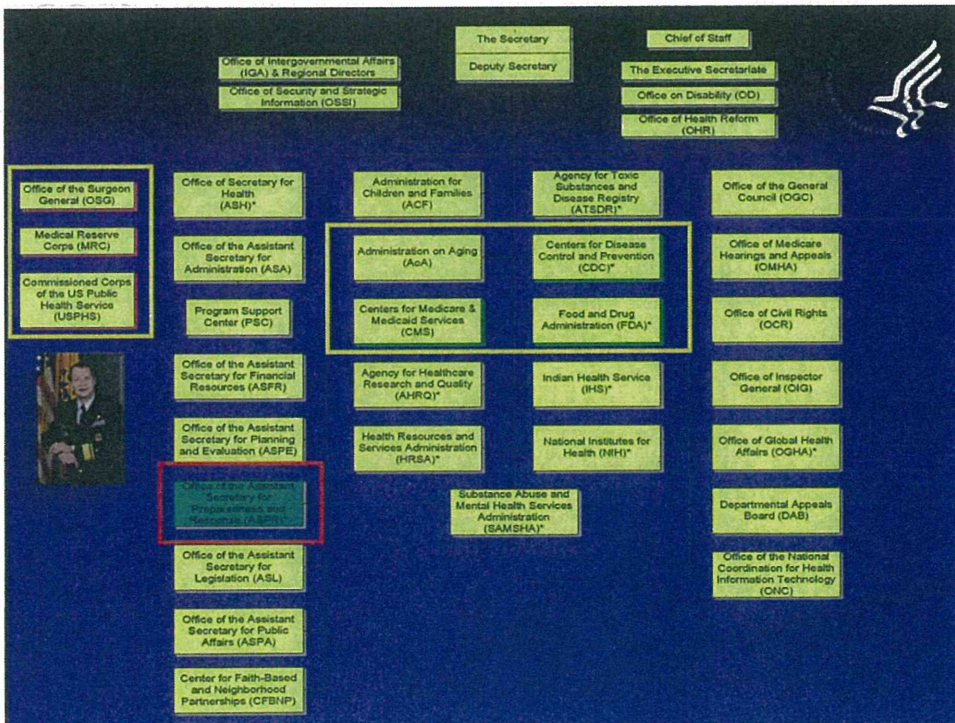 The Secretary
Deputy Secretary
Chief of Staff
Office of Intergovernmental Affairs
(IGA) & Regional Directors
Office of Security and Strategic
Information (OSSI)
The Executive Secretariate
Office on Disability (OD)
Office of Health Reform
(OHR)
Office of the Surgeon
General (OSG)
Medical Reserve
Corps (MRC)
Commissioned Corps
of the US Public
Health Service
(USPHS)
Office of Secretary for
Health
(ASH)*
Office of the Assistant
Secretary for
Administration (ASA)
Program Support
Center (PSC)
Office of the Assistant
Secretary for Financial
Resources (ASFR)
Office of the Assistant
Secretary for Planning
and Evaluation (ASPE)
Office of the Assistant
Secretary for
Preparedness and
Response (ASPR)*
Office of the Assistant
Secretary for
Legislation (ASL)
Office of the Assistant
Secretary for Public
Affairs (ASPA)
Center for Faith-Based
and Neighborhood
Partnerships (CFBNP)
Administration for
Children and Families
(ACF)
Administration on Aging
(AoA)
Centers for Medicare &
Medicaid Services
(CMS)
Agency for Healthcare
Research and Quality
(AHRQ)*
Health Resources and
Services Administration
(HRSA)*
Agency for Toxic
Substances and
Disease Registry
(ATSDR)*
Centers for Disease
Control and Prevention
(CDC)*
Food and Drug
Administration (FDA)*
Indian Health Service
(IHS)*
National Institutes for
Health (NIH)*
Substance Abuse and
Mental Health Services
Administration
(SAMSHA)*
Office of the General
Council (OGC)
Office of Medicare
Hearings and Appeals
(OMHA)
Office of Civil Rights
(OCR)
Office of Inspector
General (OIG)
Office of Global Health
Affairs (OGHA)*
Departmental Appeals
Board (DAB)
Office of the National
Coordination for Health
Information Technology
(ONC)